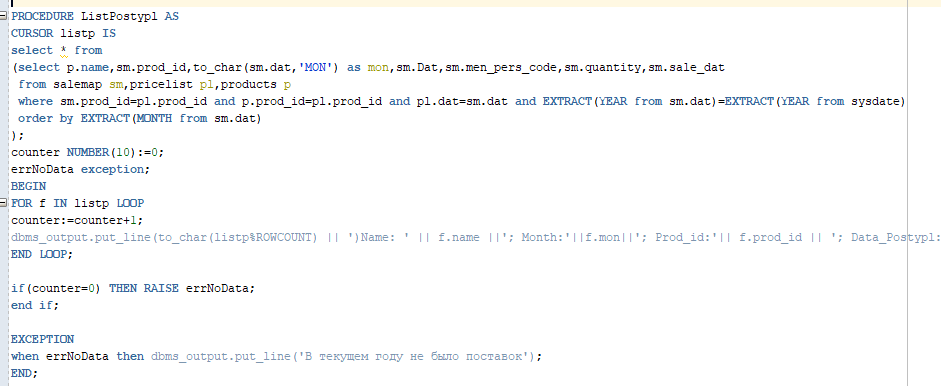 PROCEDURE ListPostypl AS
CURSOR listp IS
select * from
(select p.name,sm.prod_id,to_char(sm.dat,'MON') as mon,sm.Dat,sm.men_pers_code,sm.quantity,sm.sale_dat
from salemap sm,pricelist pl,products p
where sm.prod_id=pl.prod_id and p.prod_id=pl.prod_id and pl.dat=sm.dat and EXTRACT(YEAR from sm.dat)=EXTRACT(YEAR from sysdate)
order by EXTRACT(MONTH from sm.dat)
);
counter NUMBER(10):=0;
errNoData exception;
BEGIN
FOR f IN listp LOOP
counter:=counter+1;
dbms_output.put_line(to_char(listp%ROWCOUNT) || ')Name: ' || f.name ||'; Month:'||f.mon||'; Prod_id:'|| f.prod_id || '; Data_Postypl:
END LOOP;
if(counter=0) THEN RAISE errNoData;
end if;
EXCEPTION
when errNoData then dbms_output.put_line('В текущем году не было поставок');
END;